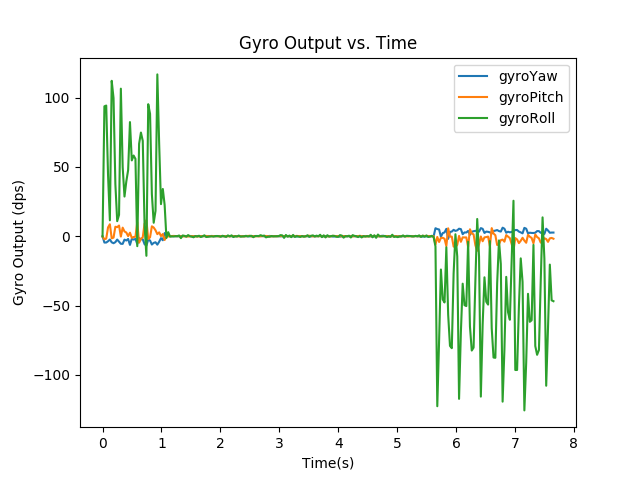 Gyro Output vs. Time
gyroYaw
gyroPitch
gyroRoll
Gyro Output (dps)
100
50
0
−50
−100
0 1 2 3 4 5 6 7 8
Time(s)